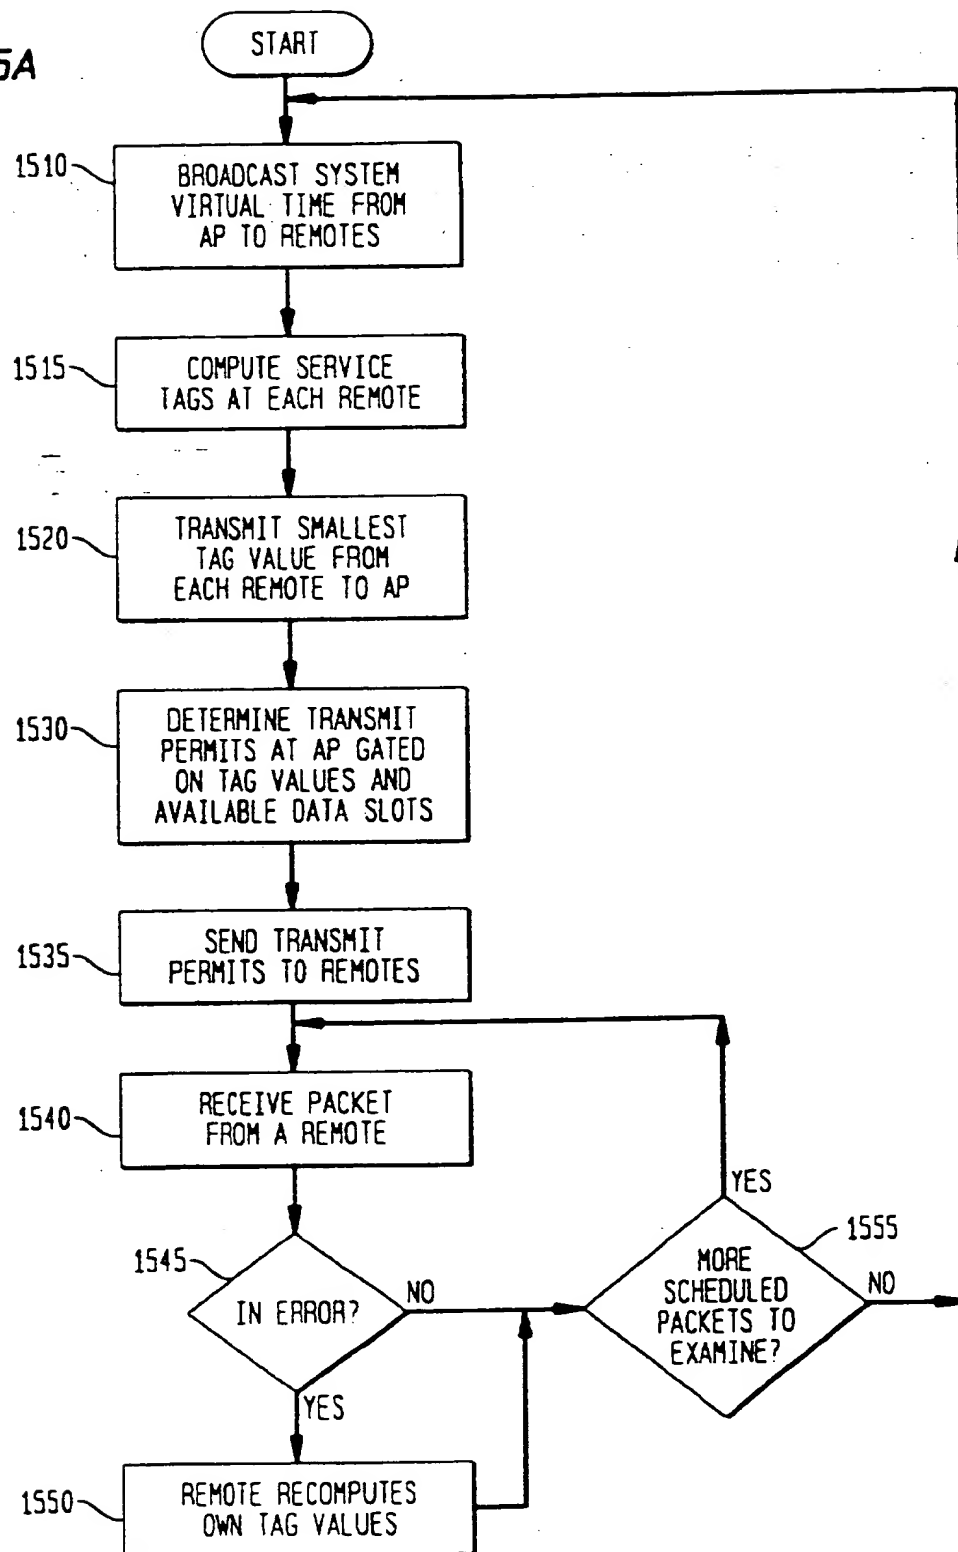 5A
START
1510
BROADCAST SYSTEM
VIRTUAL TIME FROM
AP TO REMOTES
1515
COMPUTE SERVICE
TAGS AT EACH REMOTE
1520
TRANSMIT SMALLEST
TAG VALUE FROM
EACH REMOTE TO AP
1530
DETERMINE TRANSMIT
PERMITS AT AP GATED
ON TAG VALUES AND
AVAILABLE DATA SLOTS
1535
SEND TRANSMIT
PERMITS TO REMOTES
1540
RECEIVE PACKET
FROM A REMOTE
1545
IN ERROR?
NO
YES
1550
REMOTE RECOMPUTES
OWN TAG VALUES
YES
1555
MORE
SCHEDULED
PACKETS TO
EXAMINE?
NO